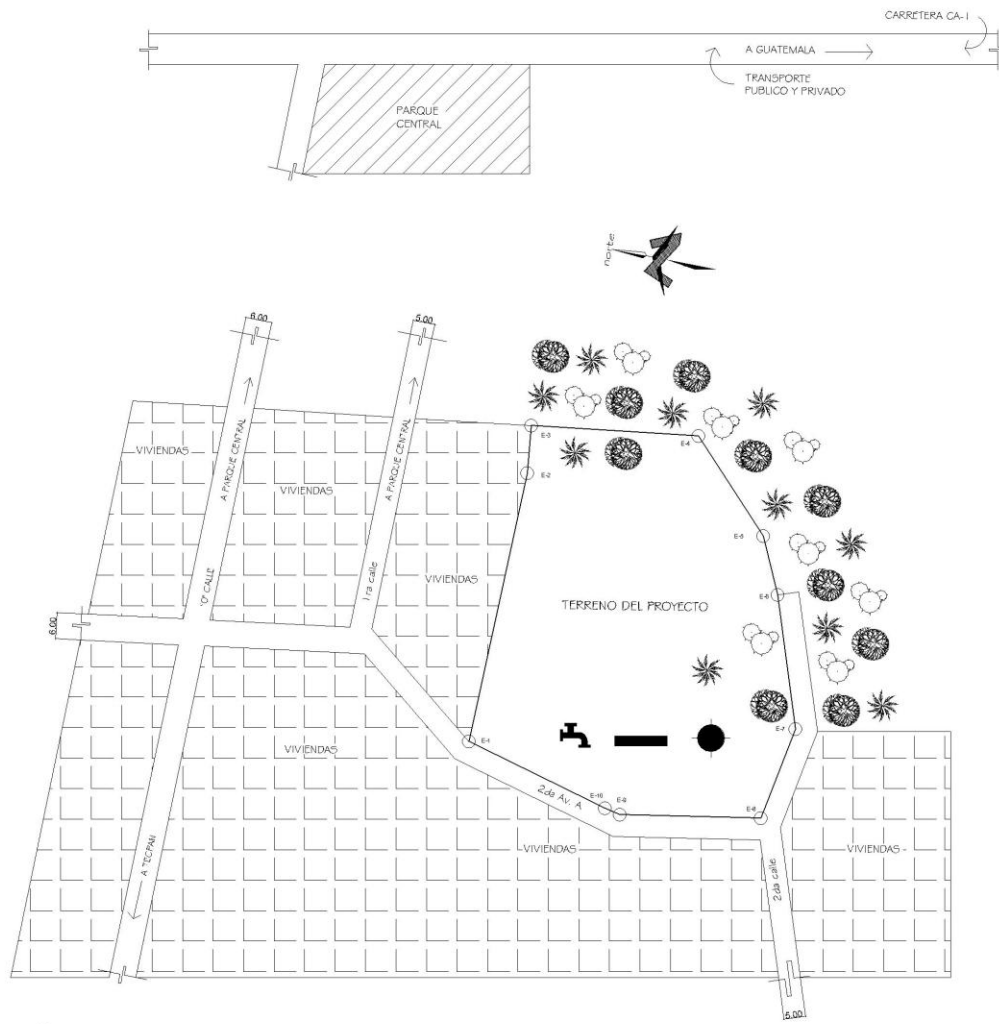 CARRETERA CA-1
A GUATEMALA
TRANSPORTE
PUBLICO Y PRIVADO
PARQUE
CENTRAL
norte
6.00
5.00
A PARQUE CENTRAL
A PARQUE CENTRAL
VIVIENDAS
VIVIENDAS
VIVIENDAS
E-3
E-4
E-2
E-5
E-6
TERRENO DEL PROYECTO
"0" CALLE
1ra calle
6.00
E-7
E-1
VIVIENDAS
2da Av. A
E-10
E-9
E-8
VIVIENDAS
VIVIENDAS
A TECPAN
2da calle
5.00